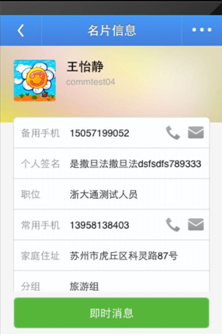 名片信息
王怡静
commtest04
备用手机 15057199052
个人签名 是撒旦法撒旦法dsfsdfs789333
职位 浙大通测试人员
常用手机 13958138403
家庭住址 苏州市虎丘区科灵路87号
分组 旅游组
即时消息